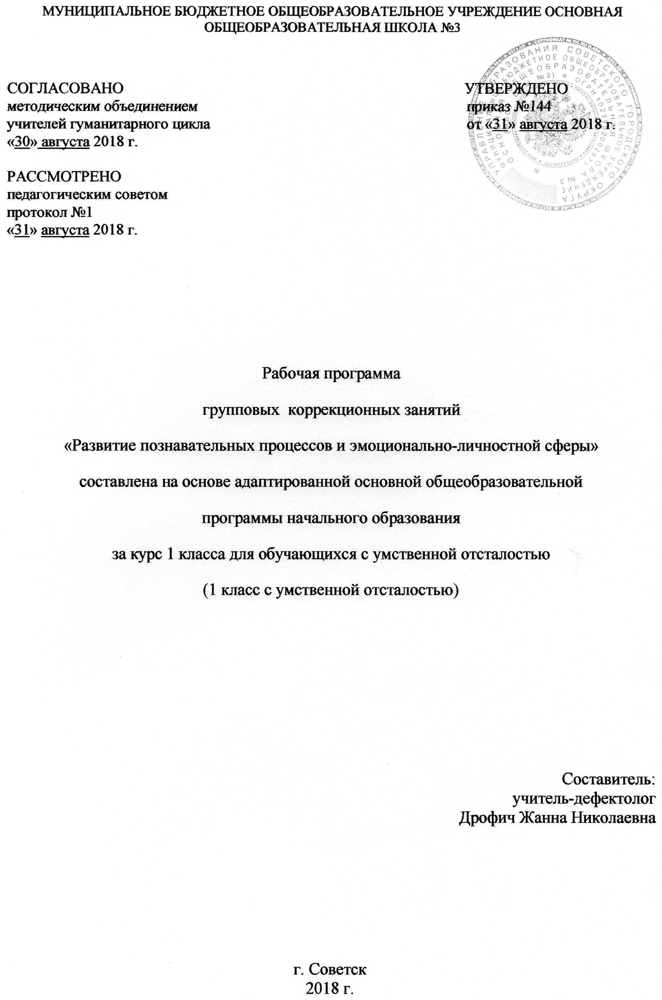 МУНИЦИПАЛЬНОЕ БЮДЖЕТНОЕ ОБЩЕОБРАЗОВАТЕЛЬНОЕ УЧРЕЖДЕНИЕ ОСНОВНАЯ
ОБЩЕОБРАЗОВАТЕЛЬНАЯ ШКОЛА №3
СОГЛАСОВАНО
методическим объединением
учителей гуманитарного цикла
«30» августа 2018 г.
УТВЕРЖДЕНО
приказ №144
от «31» августа 2018 г.
УПРАВЛЕНИЕ ОБРАЗОВАНИЯ СОВЕТСКОГО ГОРОДСКОГО ОКРУГА
МУНИЦИПАЛЬНОЕ БЮДЖЕТНОЕ ОБЩЕОБРАЗОВАТЕЛЬНОЕ УЧРЕЖДЕНИЕ
ОСНОВНАЯ ОБЩЕОБРАЗОВАТЕЛЬНАЯ ШКОЛА №3
РАССМОТРЕНО
педагогическим советом
протокол №1
«31» августа 2018 г.
Рабочая программа
групповых коррекционных занятий
«Развитие познавательных процессов и эмоционально-личностной сферы»
составлена на основе адаптированной основной общеобразовательной
программы начального образования
за курс 1 класса для обучающихся с умственной отсталостью
(1 класс с умственной отсталостью)
Составитель:
учитель-дефектолог
Дрофич Жанна Николаевна
г. Советск
2018 г.